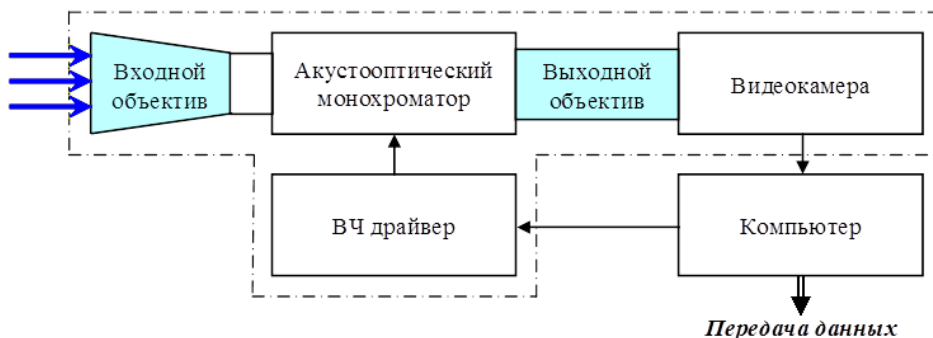 Входной
объектив
Акустооптический
монохроматор
Выходной
объектив
Видеокамера
ВЧ драйвер
Компьютер
Передача данных